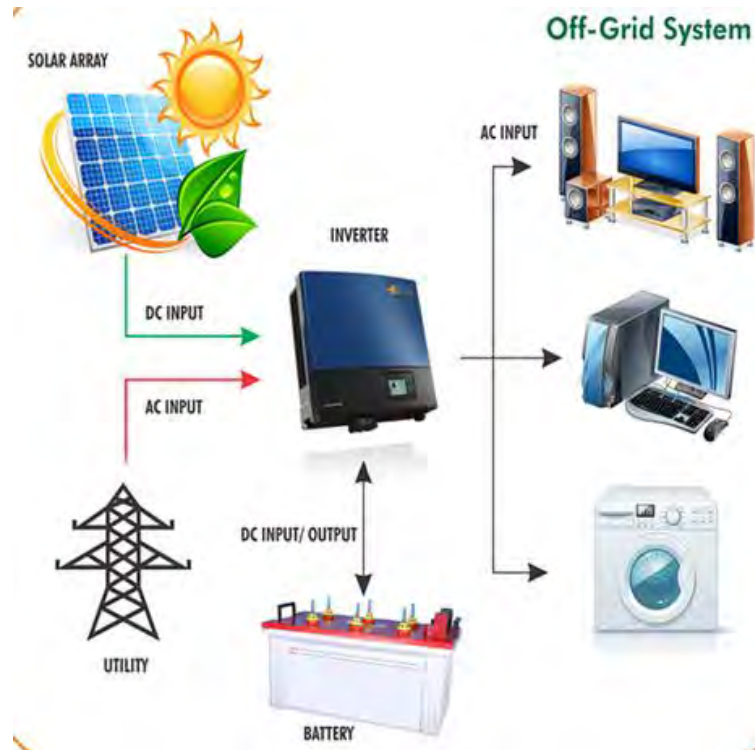 Off-Grid System
SOLAR ARRAY
AC INPUT
INVERTER
DC INPUT
AC INPUT
DC INPUT/ OUTPUT
UTILITY
BATTERY